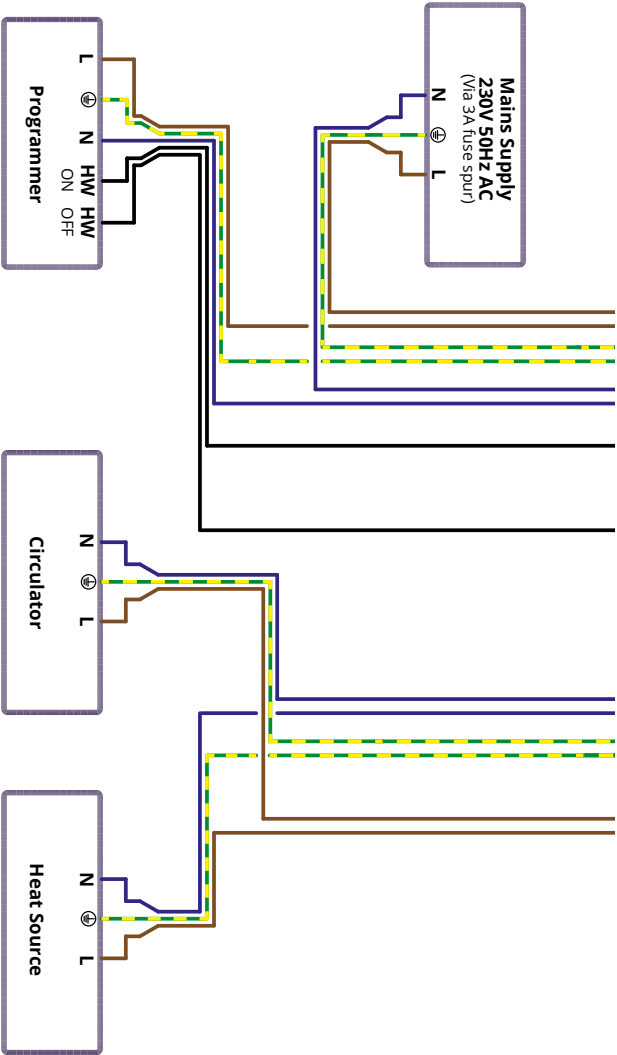 Mains Supply
230V 50Hz AC
(Via 3A fuse spur)
N
L
Programmer
L
N
HW
ON
HW
OFF
Circulator
N
L
Heat Source
N
L